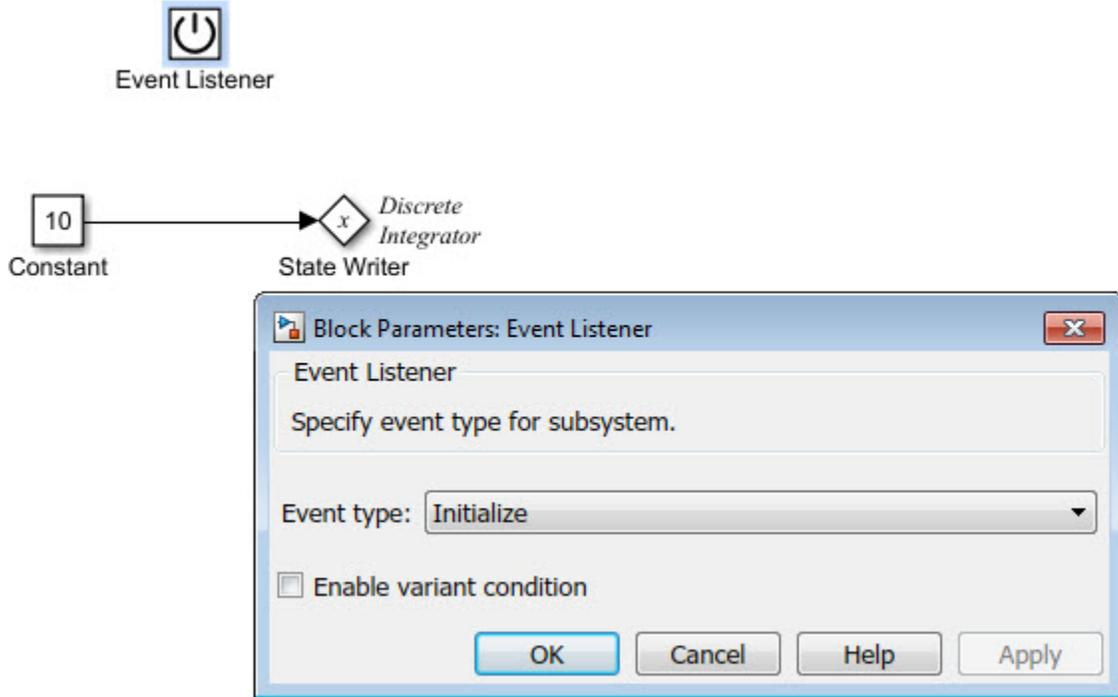 Event Listener
10
x
Discrete
Integrator
Constant
State Writer
Block Parameters: Event Listener
Event Listener
Specify event type for subsystem.
Event type: Initialize
Enable variant condition
OK Cancel Help Apply